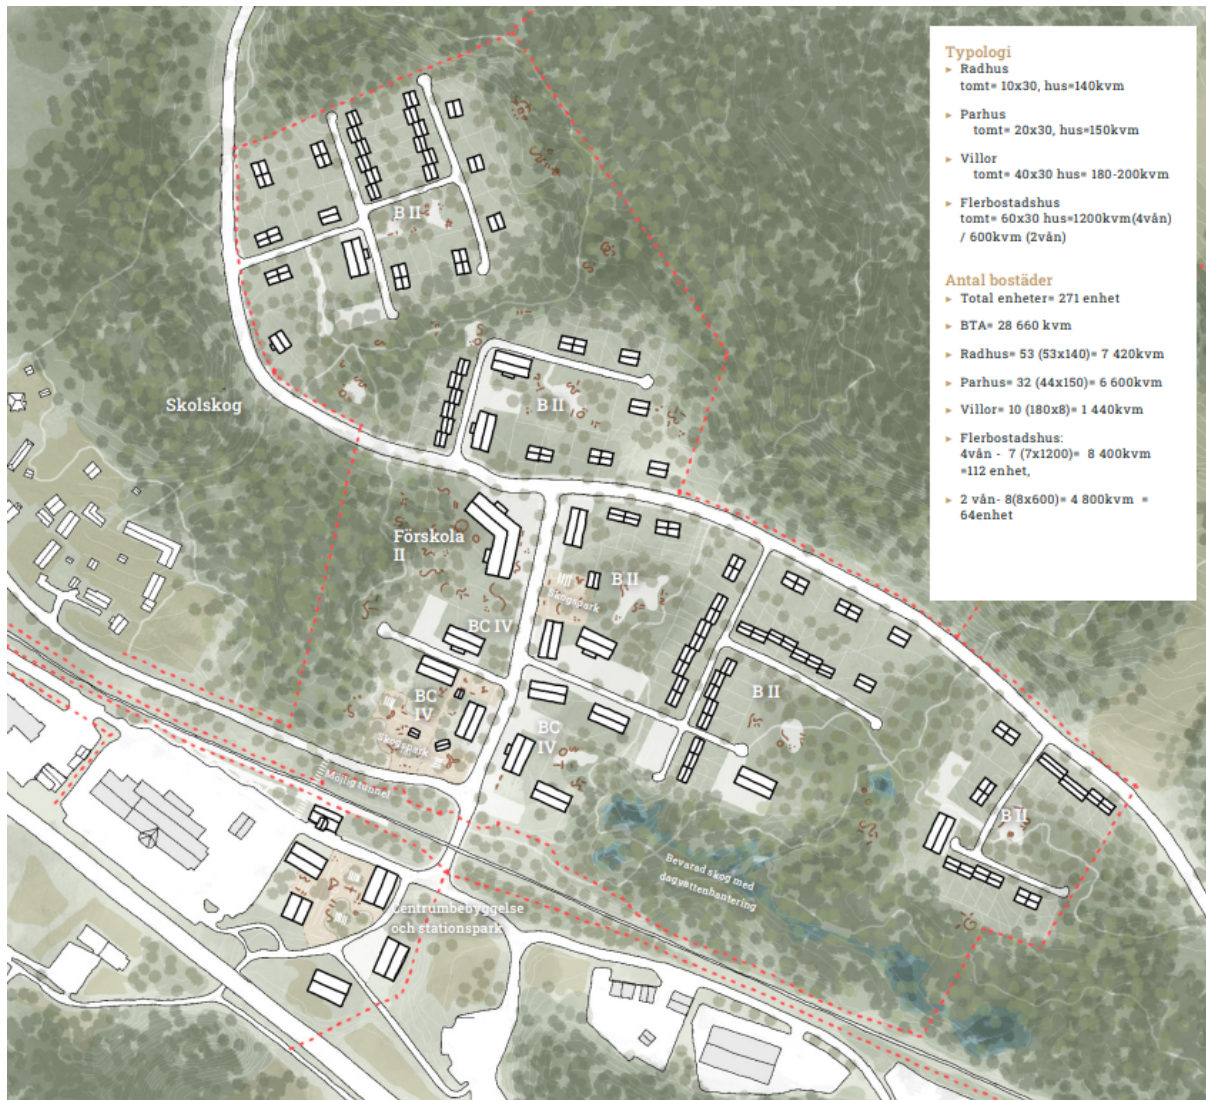 Typologi
► Radhus
tomt= 10x30, hus=140kvm
► Parhus
tomt= 20x30, hus=150kvm
► Villor
tomt= 40x30 hus= 180-200kvm
► Flerbostadshus
tomt= 60x30 hus=1200kvm(4vån)
/ 600kvm (2vån)
Antal bostäder
► Total enheter= 271 enhet
► BTA= 28 660 kvm
► Radhus= 53 (53x140)= 7 420kvm
► Parhus= 32 (44x150)= 6 600kvm
► Villor= 10 (180x8)= 1 440kvm
► Flerbostadshus:
4vån - 7 (7x1200)= 8 400kvm
=112 enhet,
► 2 vån- 8(8x600)= 4 800kvm =
64enhet
B II
Skolskog
B II
Förskola
II
B II
Skogspark
BC IV
BC
IV
Skogspark
BC
IV
B II
Möjlig tunnel
B II
Bevarad skog med
dagvattenhantering
Centrumbebyggelse
och stationspark